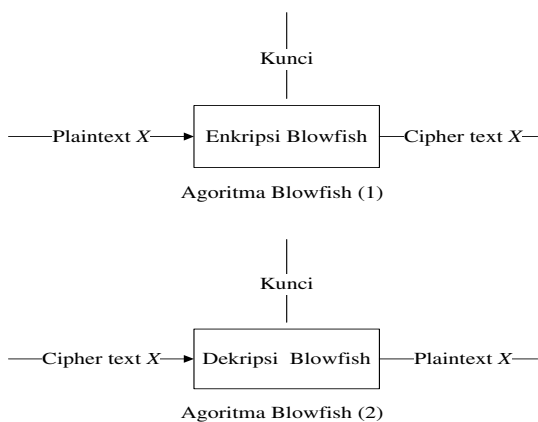 Kunci
Plaintext X Enkripsi Blowfish Cipher text X
Agoritma Blowfish (1)
Kunci
Cipher text X Dekripsi Blowfish Plaintext X
Agoritma Blowfish (2)